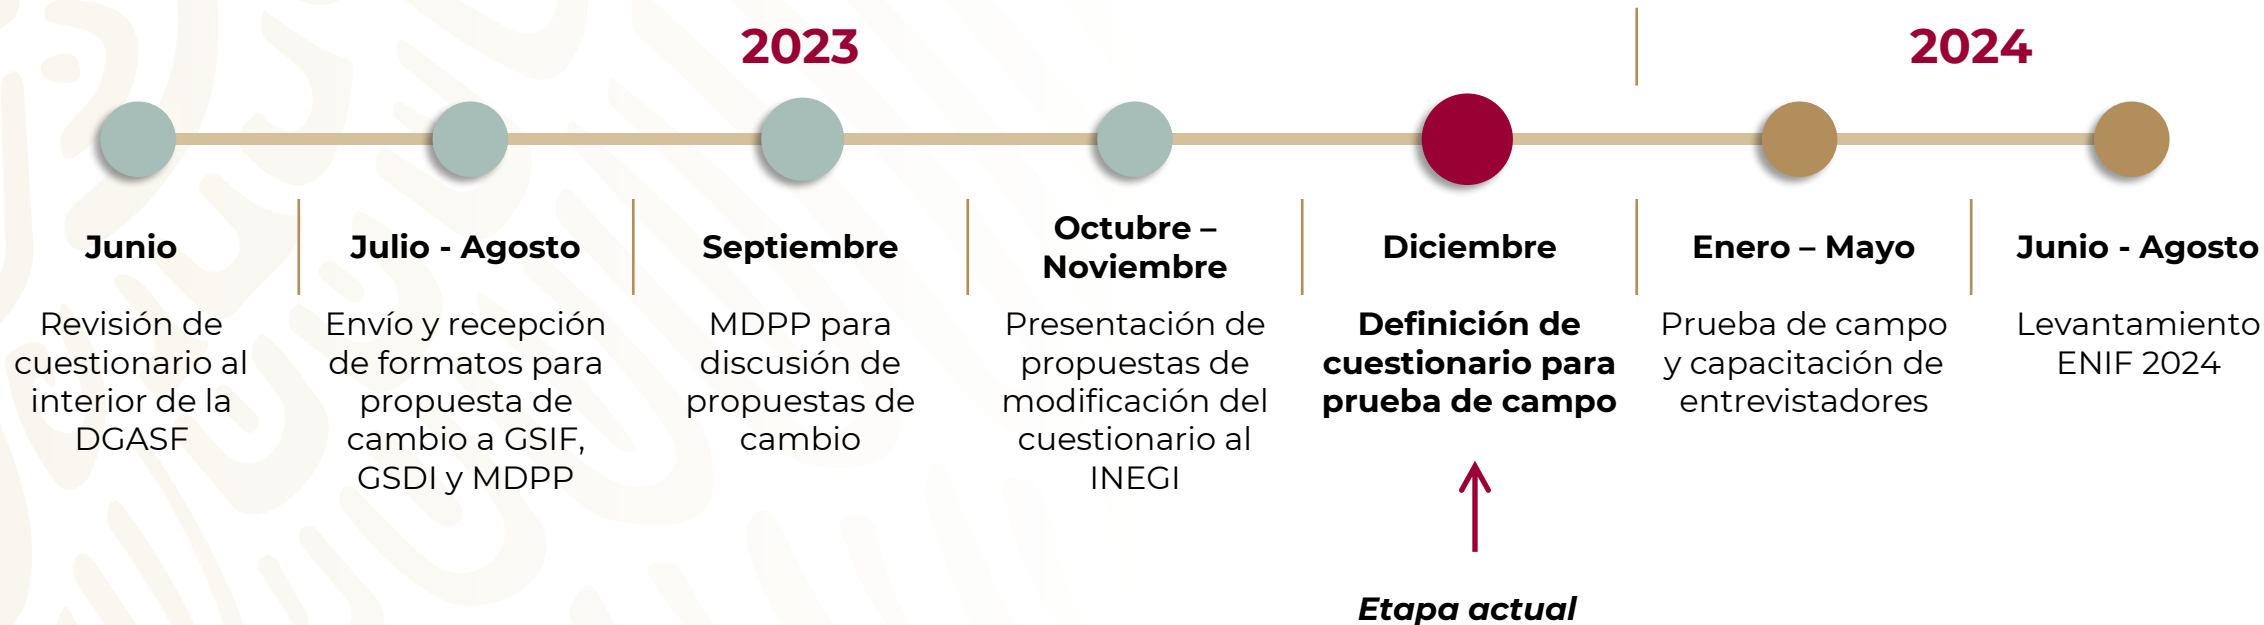 2023
2024
Junio
Revisión de
cuestionario al
interior de la
DGASF
Julio - Agosto
Envío y recepción
de formatos para
propuesta de
cambio a GSIF,
GSDI y MDPP
Septiembre
MDPP para
discusión de
propuestas de
cambio
Octubre –
Noviembre
Presentación de
propuestas de
modificación del
cuestionario al
INEGI
Diciembre
Definición de
cuestionario para
prueba de campo
Etapa actual
Enero – Mayo
Prueba de campo
y capacitación de
entrevistadores
Junio - Agosto
Levantamiento
ENIF 2024